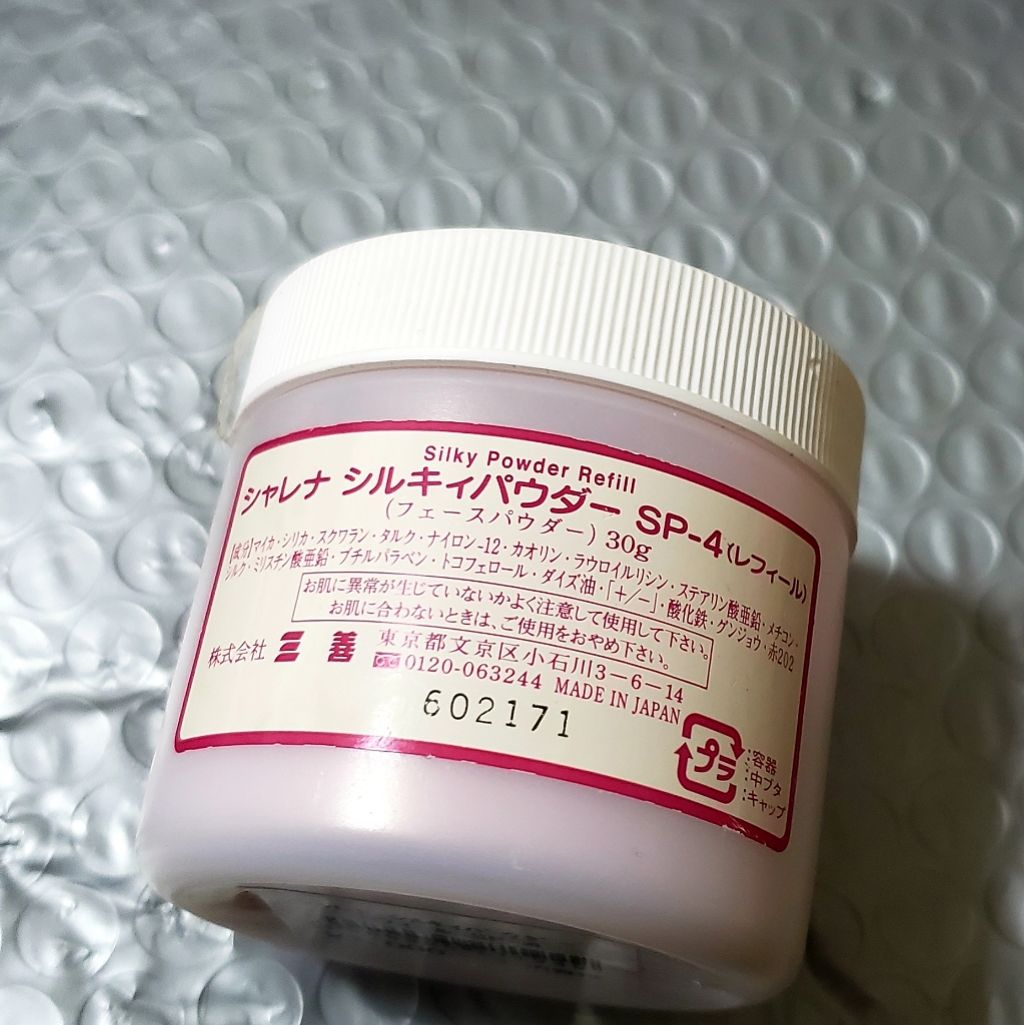 Silky Powder Refill
シャレナ シルキィパウダー SP-4(レフィール)
(フェースパウダー) 30g
【成分】マイカ・シリカ・スクワラン・タルク・ナイロン-12・カオリン・ラウロイルリシン・ステアリン酸亜鉛・メチコン・
シルク・ミリスチン酸亜鉛・ブチルパラベン・トコフェロール・ダイズ油・「+/-」・酸化鉄・グンジョウ・赤202
お肌に異常が生じていないかよく注意して使用して下さい。
お肌に合わないときは、ご使用をおやめ下さい。
株式会社 三善 東京都文京区小石川3-6-14
0120-063244 MADE IN JAPAN
602171
プラ
:容器
:中ブタ
:キャップ